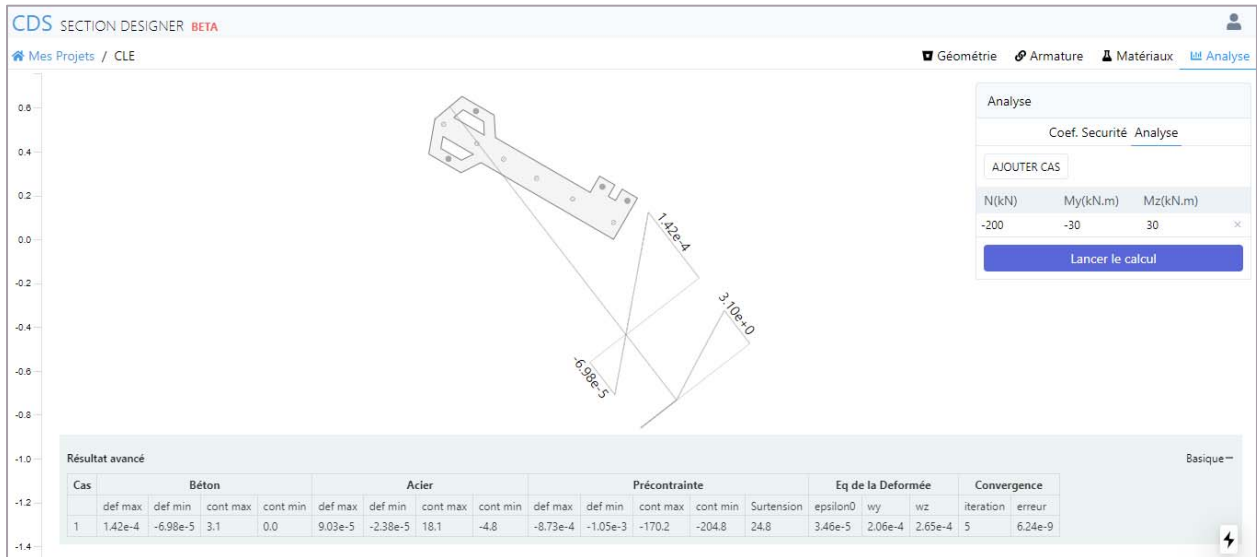 CDS SECTION DESIGNER BETA
Mes Projets / CLE
Géométrie Armature Matériaux Analyse
Analyse
Coef. Securité Analyse
AJOUTER CAS
N(kN) My(kN.m) Mz(kN.m)
-200 -30 30 ×
Lancer le calcul
0.6
0.4
0.2
0.0
-0.2
-0.4
-0.6
-0.8
-1.0
-1.2
-1.4
1.42e-4
3.10e+0
-6.98e-5
Résultat avancé Basique−
Cas Béton Acier Précontrainte Eq de la Deformée Convergence
def max def min cont max cont min def max def min cont max cont min def max def min cont max cont min Surtension epsilon0 wy wz iteration erreur
1 1.42e-4 -6.98e-5 3.1 0.0 9.03e-5 -2.38e-5 18.1 -4.8 -8.73e-4 -1.05e-3 -170.2 -204.8 24.8 3.46e-5 2.06e-4 2.65e-4 5 6.24e-9